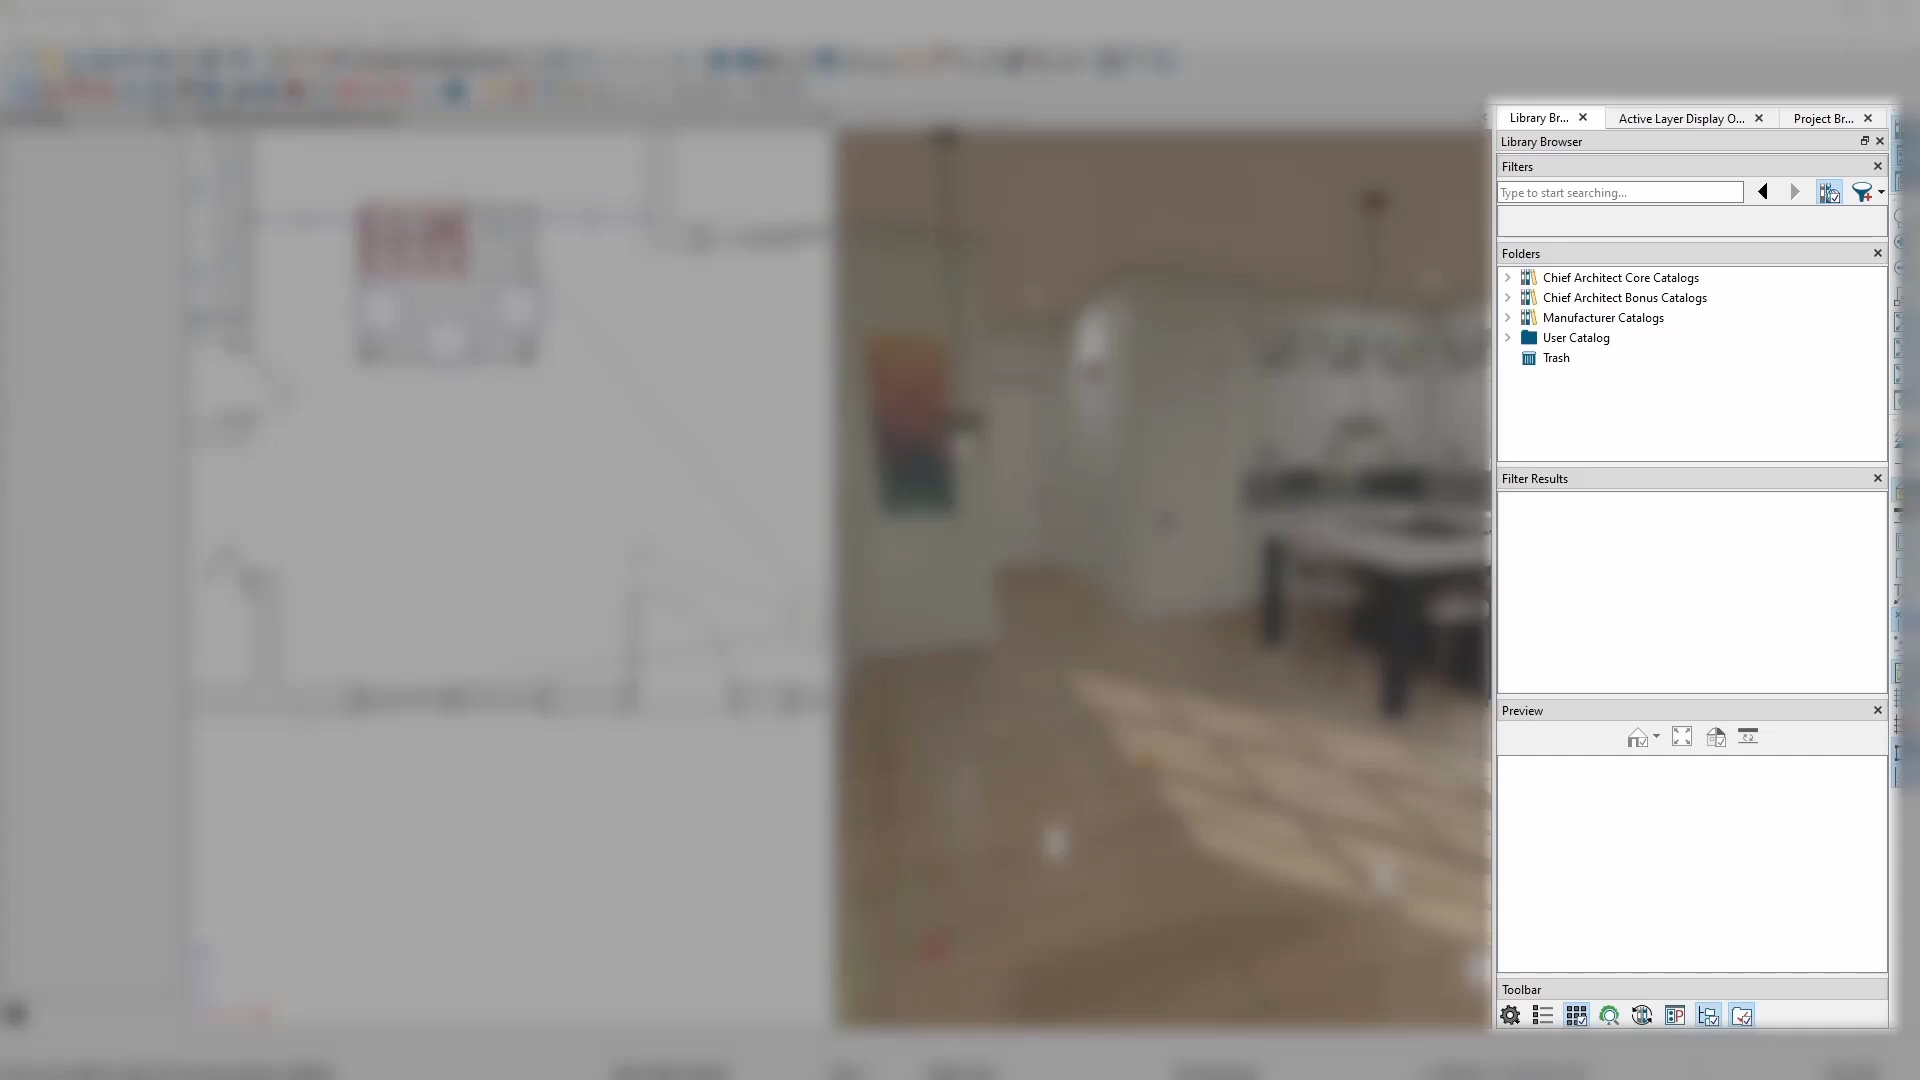 Library Br...
Active Layer Display O...
Project Br...
Library Browser
Filters
Type to start searching...
Folders
Chief Architect Core Catalogs
Chief Architect Bonus Catalogs
Manufacturer Catalogs
User Catalog
Trash
Filter Results
Preview
Toolbar